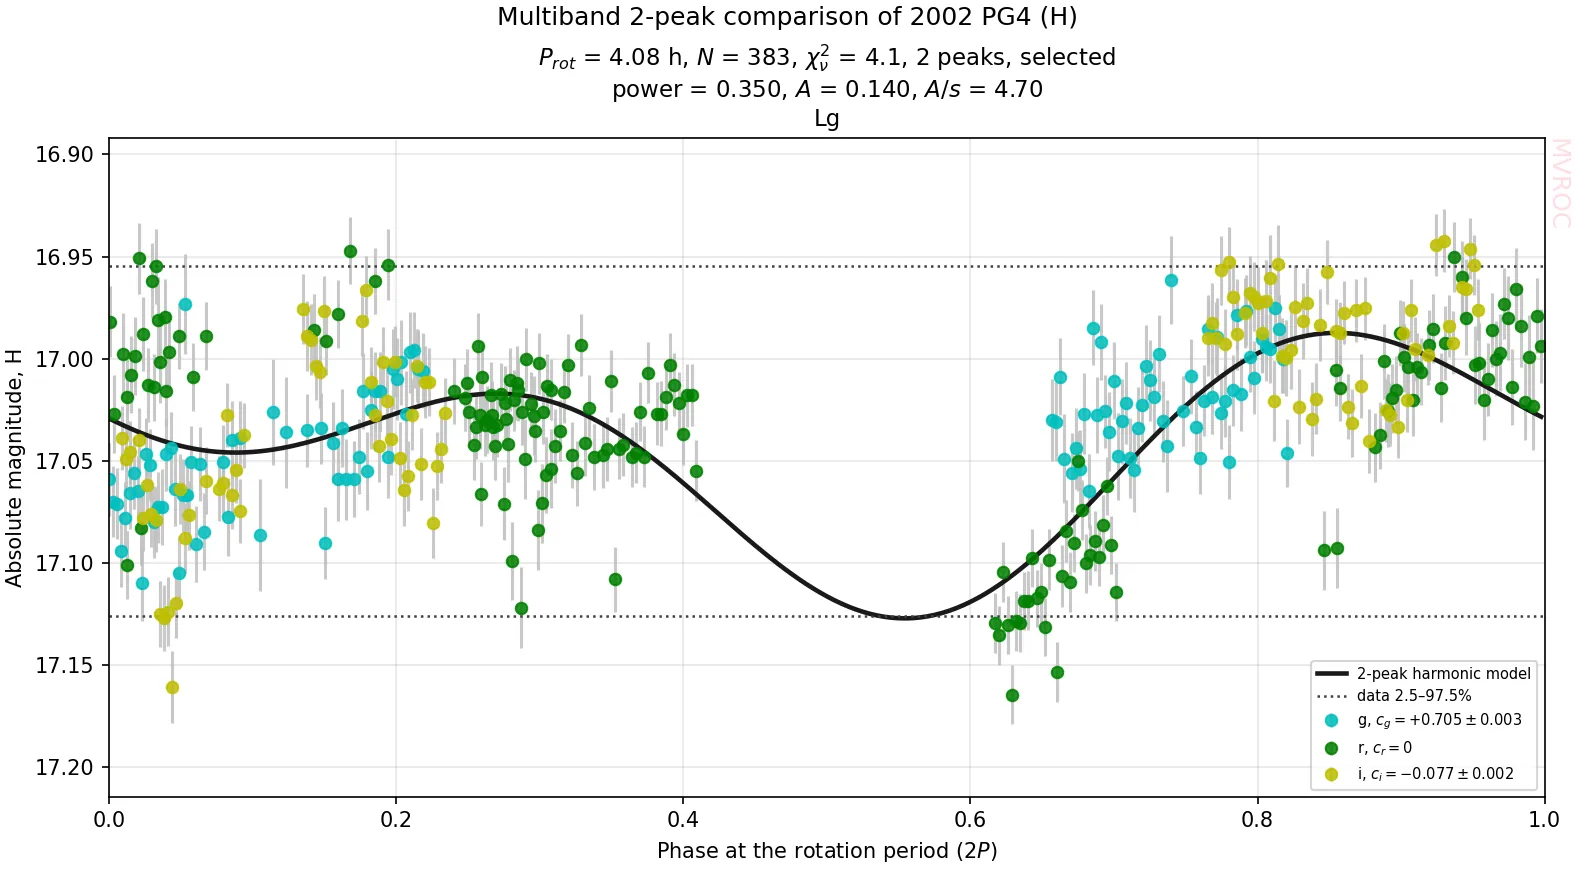 Multiband 2-peak comparison of 2002 PG4 (H)
P_rot = 4.08 h, N = 383, χ²_ν = 4.1, 2 peaks, selected
power = 0.350, A = 0.140, A/s = 4.70
Lg
MVROC
Absolute magnitude, H
16.90
16.95
17.00
17.05
17.10
17.15
17.20
2-peak harmonic model
data 2.5–97.5%
g, c_g = +0.705 ± 0.003
r, c_r = 0
i, c_i = −0.077 ± 0.002
0.0 0.2 0.4 0.6 0.8 1.0
Phase at the rotation period (2P)